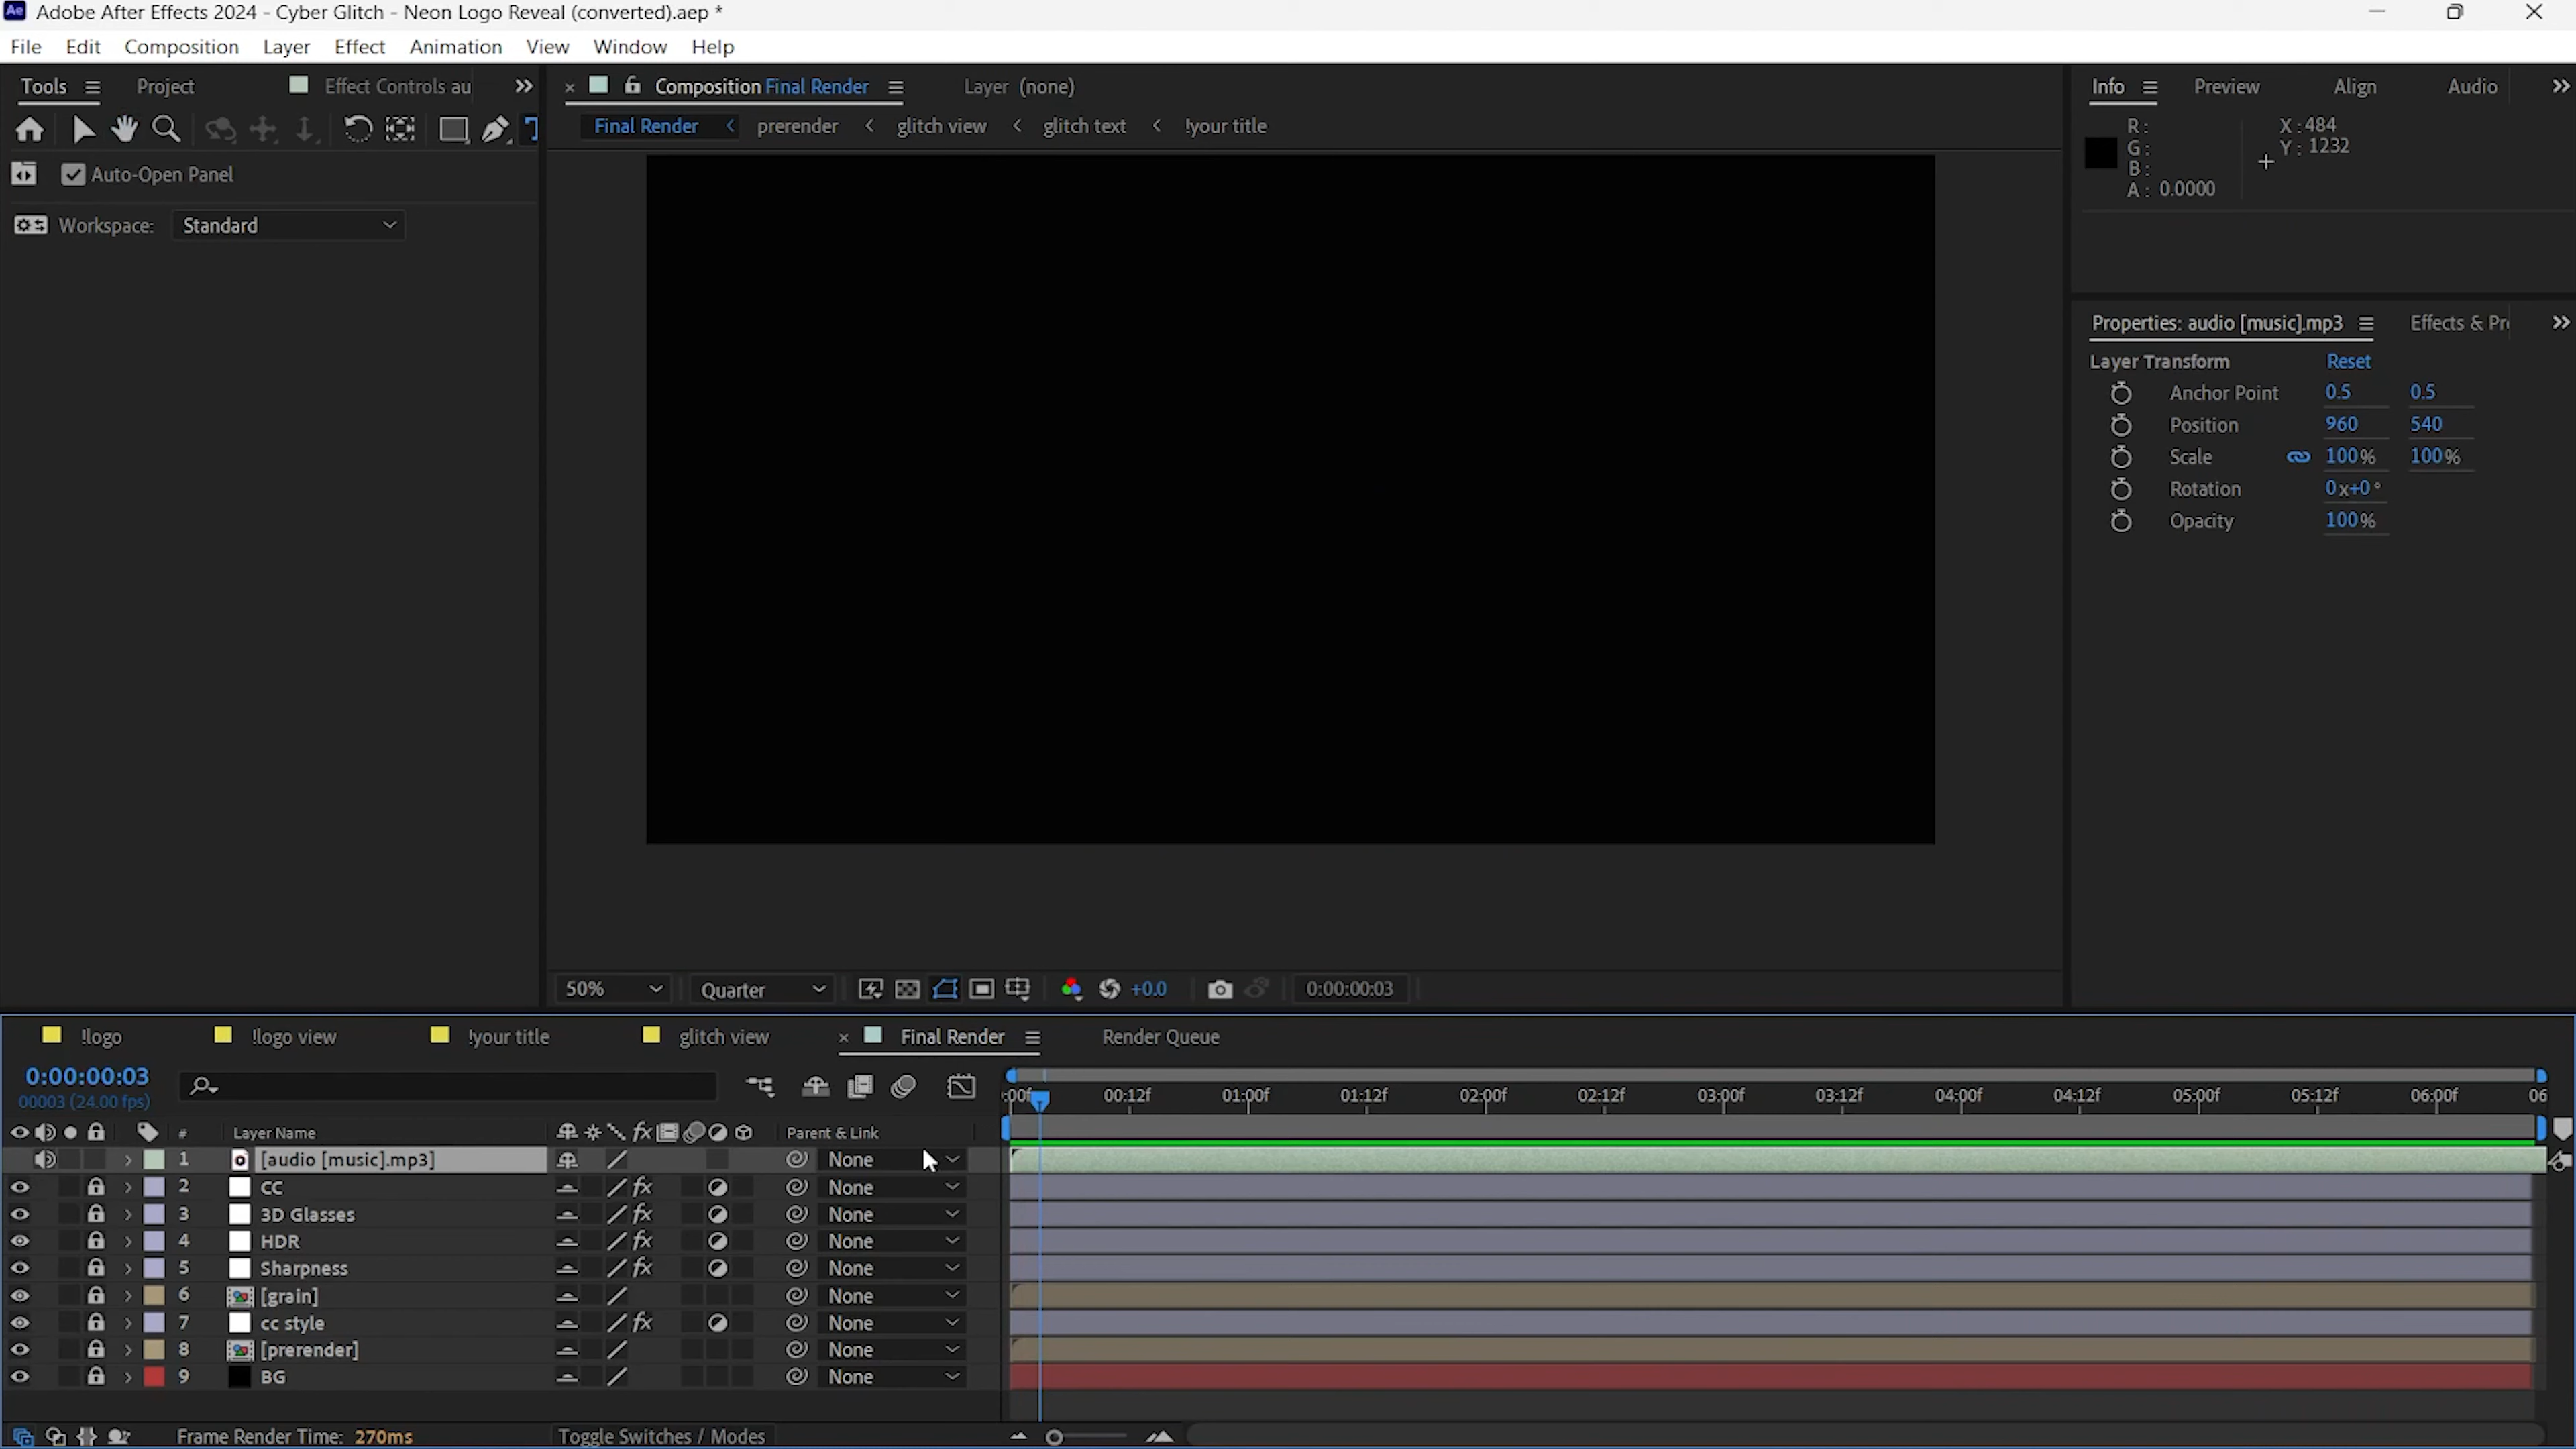 Ae Adobe After Effects 2024 - Cyber Glitch - Neon Logo Reveal (converted).aep *
File Edit Composition Layer Effect Animation View Window Help
Tools Project Effect Controls au
Composition Final Render Layer (none)
Info Preview Align Audio
Final Render prerender glitch view glitch text !your title
R:
G:
B:
A: 0.0000
X: 484
Y: 1232
Auto-Open Panel
Workspace: Standard
Properties: audio [music].mp3 Effects & Pr
Layer Transform Reset
Anchor Point 0.5 0.5
Position 960 540
Scale 100% 100%
Rotation 0x+0°
Opacity 100%
50% Quarter +0.0 0:00:00:03
!logo !logo view !your title glitch view Final Render Render Queue
0:00:00:03
00003 (24.00 fps)
:00f 00:12f 01:00f 01:12f 02:00f 02:12f 03:00f 03:12f 04:00f 04:12f 05:00f 05:12f 06:00f 06
# Layer Name fx Parent & Link
1 [audio [music].mp3] None
2 CC fx None
3 3D Glasses fx None
4 HDR fx None
5 Sharpness fx None
6 [grain] None
7 cc style fx None
8 [prerender] None
9 BG None
Frame Render Time: 270ms Toggle Switches / Modes